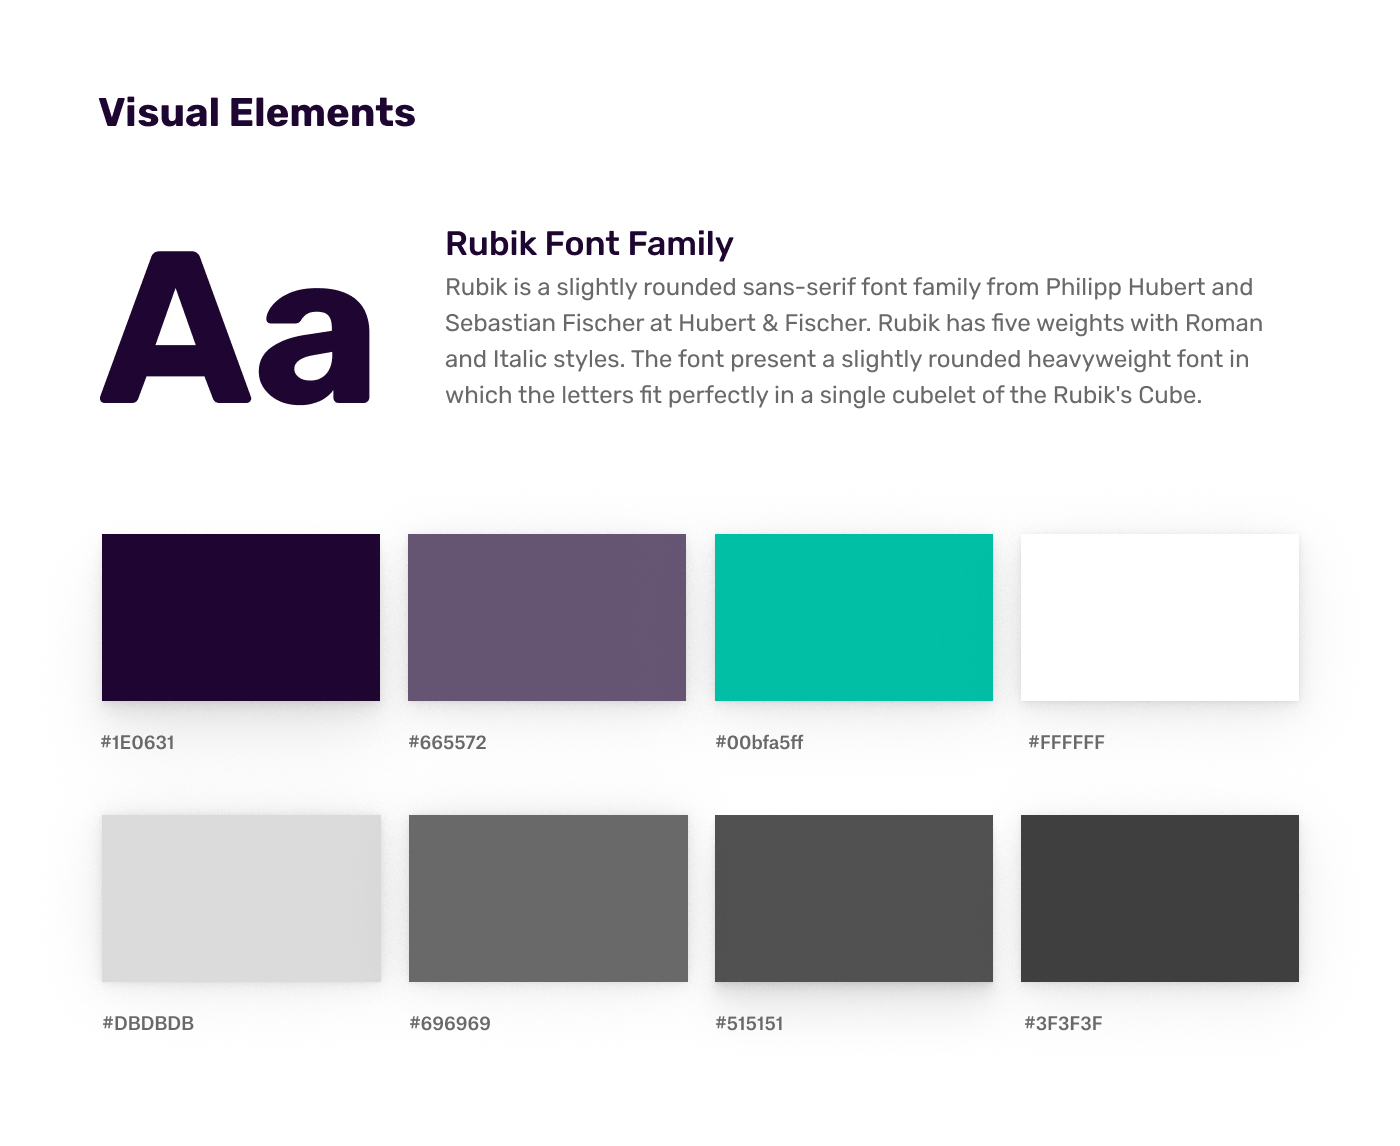 Visual Elements
Aa
Rubik Font Family
Rubik is a slightly rounded sans-serif font family from Philipp Hubert and
Sebastian Fischer at Hubert & Fischer. Rubik has five weights with Roman
and Italic styles. The font present a slightly rounded heavyweight font in
which the letters fit perfectly in a single cubelet of the Rubik's Cube.
#1E0631
#665572
#00bfa5ff
#FFFFFF
#DBDBDB
#696969
#515151
#3F3F3F